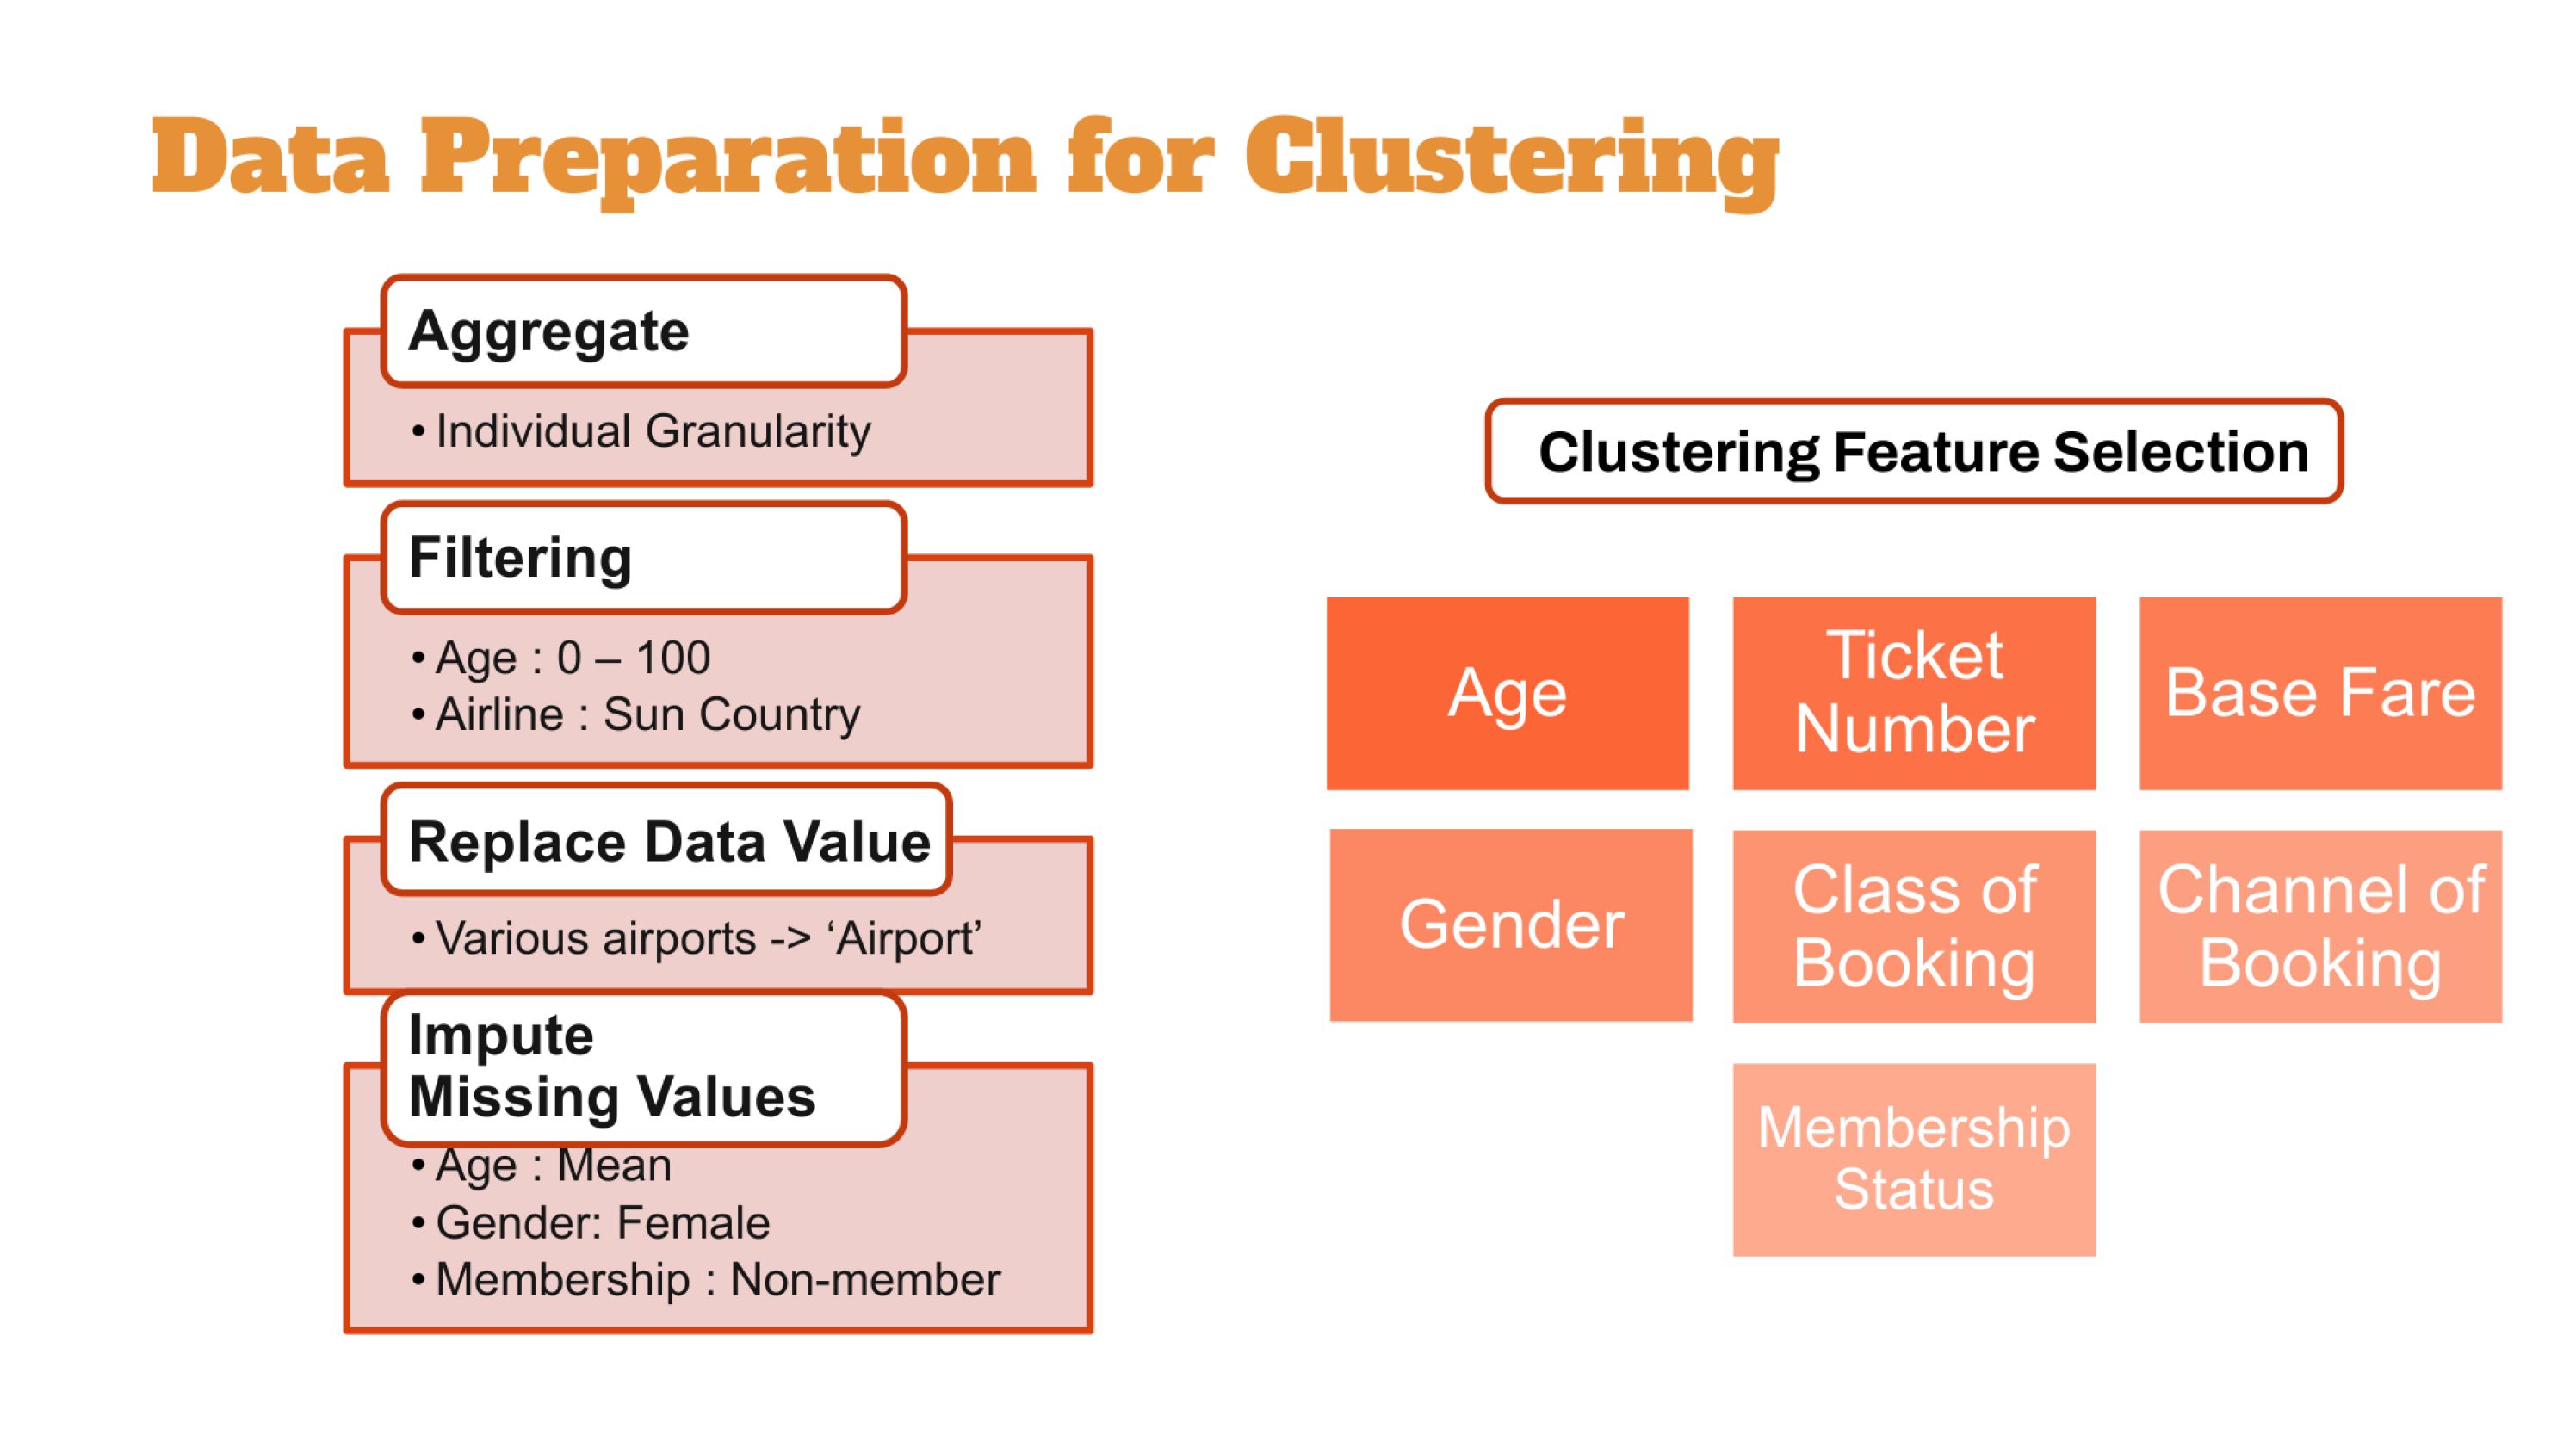 Data Preparation for Clustering
Aggregate
• Individual Granularity
Filtering
• Age : 0 – 100
• Airline : Sun Country
Replace Data Value
• Various airports -> ‘Airport’
Impute
Missing Values
• Age : Mean
• Gender: Female
• Membership : Non-member
Clustering Feature Selection
Age
Ticket
Number
Base Fare
Gender
Class of
Booking
Channel of
Booking
Membership
Status